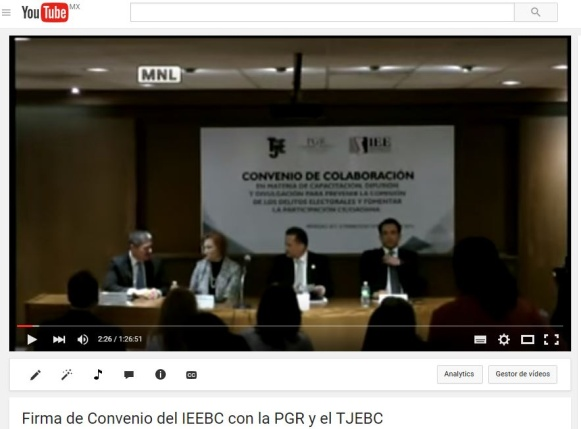 You Tube MX
MNL
TJE PGR IEE
CONVENIO DE COLABORACIÓN
EN MATERIA DE CAPACITACIÓN, DIFUSIÓN
Y DIVULGACIÓN PARA PREVENIR LA COMISIÓN
DE LOS DELITOS ELECTORALES Y FOMENTAR
LA PARTICIPACIÓN CIUDADANA
2:26 / 1:26:51
CC
Analytics
Gestor de vídeos
Firma de Convenio del IEEBC con la PGR y el TJEBC